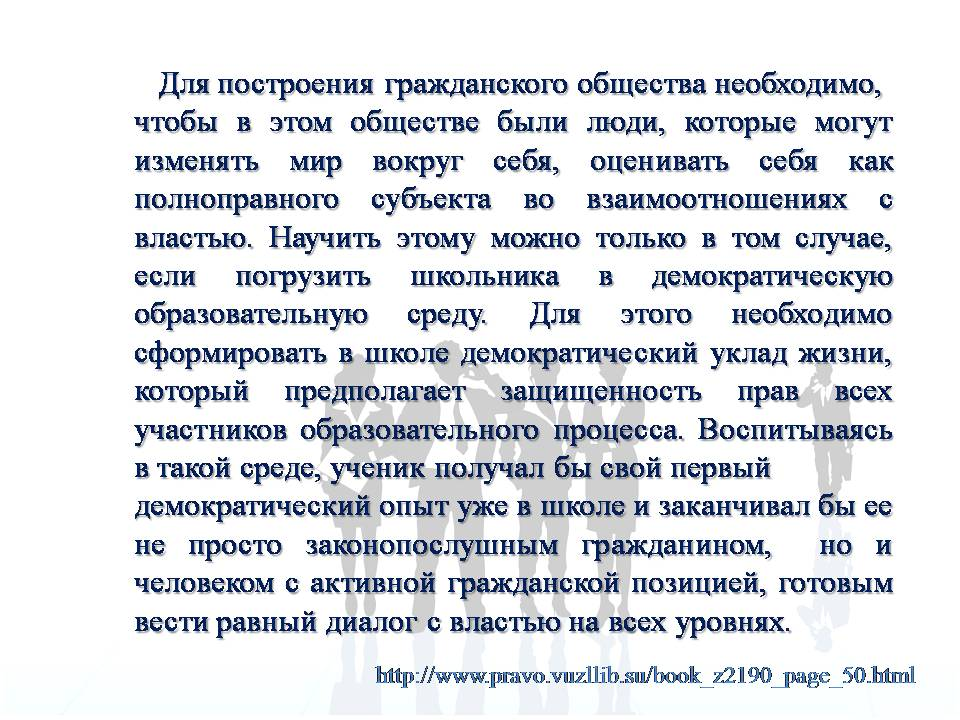 Для построения гражданского общества необходимо,
чтобы в этом обществе были люди, которые могут
изменять мир вокруг себя, оценивать себя как
полноправного субъекта во взаимоотношениях с
властью. Научить этому можно только в том случае,
если погрузить школьника в демократическую
образовательную среду. Для этого необходимо
сформировать в школе демократический уклад жизни,
который предполагает защищенность прав всех
участников образовательного процесса. Воспитываясь
в такой среде, ученик получал бы свой первый
демократический опыт уже в школе и заканчивал бы ее
не просто законопослушным гражданином, но и
человеком с активной гражданской позицией, готовым
вести равный диалог с властью на всех уровнях.
http://www.pravo.vuzllib.su/book_z2190_page_50.html